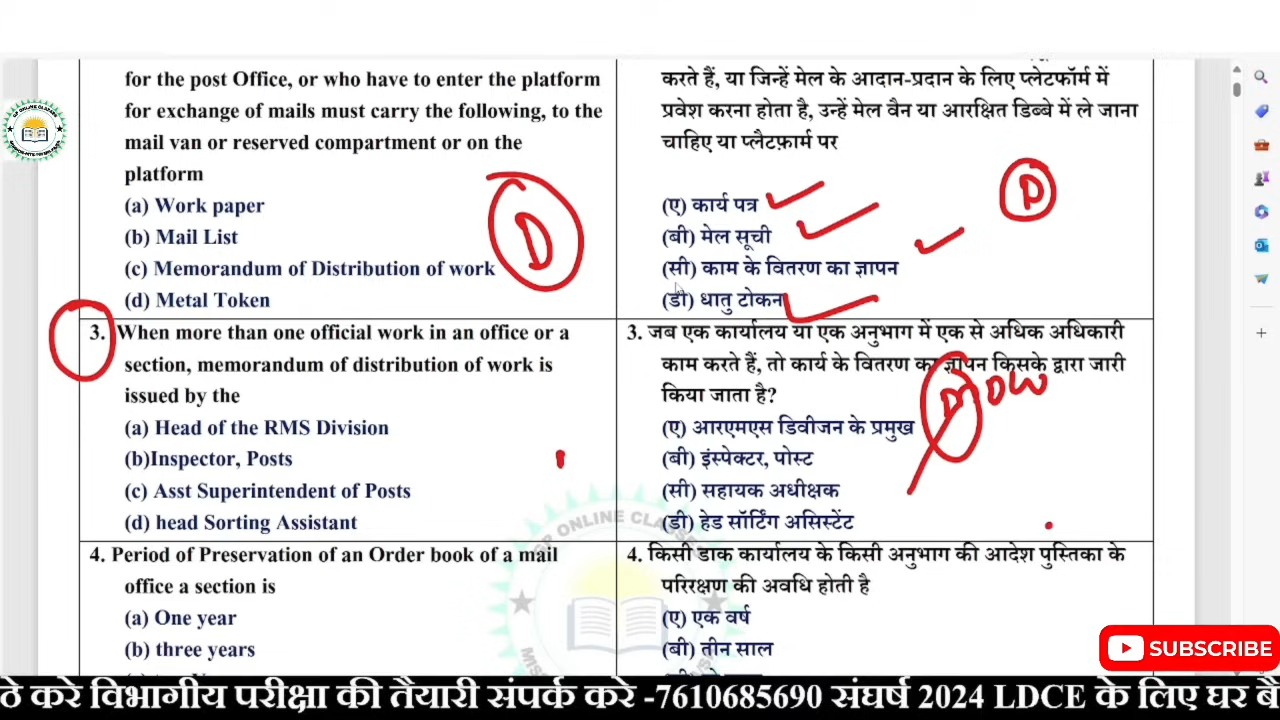 for the post Office, or who have to enter the platform
for exchange of mails must carry the following, to the
mail van or reserved compartment or on the
platform
(a) Work paper
(b) Mail List
(c) Memorandum of Distribution of work
(d) Metal Token
D
करते हैं, या जिन्हें मेल के आदान-प्रदान के लिए प्लेटफॉर्म में
प्रवेश करना होता है, उन्हें मेल वैन या आरक्षित डिब्बे में ले जाना
चाहिए या प्लैटफ़ार्म पर
(ए) कार्य पत्र
(बी) मेल सूची
(सी) काम के वितरण का ज्ञापन
(डी) धातु टोकन
D
3. When more than one official work in an office or a
section, memorandum of distribution of work is
issued by the
(a) Head of the RMS Division
(b)Inspector, Posts
(c) Asst Superintendent of Posts
(d) head Sorting Assistant
3. जब एक कार्यालय या एक अनुभाग में एक से अधिक अधिकारी
काम करते हैं, तो कार्य के वितरण का ज्ञापन किसके द्वारा जारी
किया जाता है?
(ए) आरएमएस डिवीजन के प्रमुख
(बी) इंस्पेक्टर, पोस्ट
(सी) सहायक अधीक्षक
(डी) हेड सॉर्टिंग असिस्टेंट
4. Period of Preservation of an Order book of a mail
office a section is
(a) One year
(b) three years
4. किसी डाक कार्यालय के किसी अनुभाग की आदेश पुस्तिका के
परिरक्षण की अवधि होती है
(ए) एक वर्ष
(बी) तीन साल
SUBSCRIBE
ठे करे विभागीय परीक्षा की तैयारी संपर्क करे -7610685690 संघर्ष 2024 LDCE के लिए घर बै